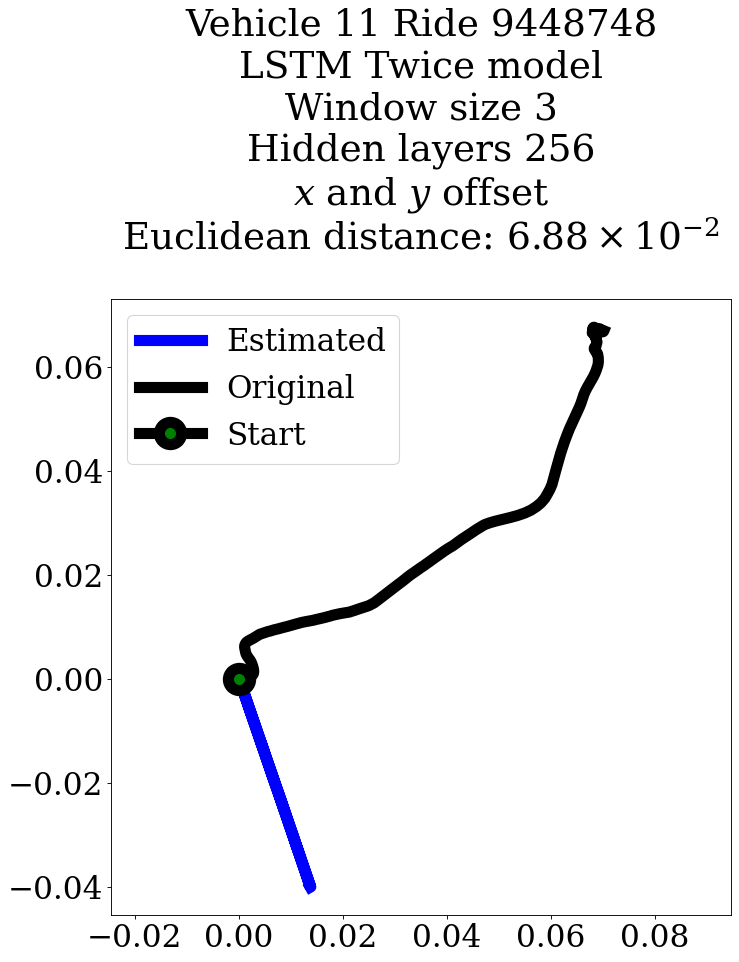 Vehicle 11 Ride 9448748
LSTM Twice model
Window size 3
Hidden layers 256
x and y offset
Euclidean distance: 6.88 × 10⁻²
Estimated
Original
Start
0.06
0.04
0.02
0.00
−0.02
−0.04
−0.02 0.00 0.02 0.04 0.06 0.08